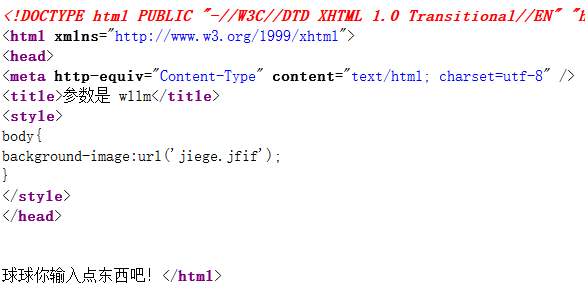 <!DOCTYPE html PUBLIC "-//W3C//DTD XHTML 1.0 Transitional//EN" "h
<html xmlns="http://www.w3.org/1999/xhtml">
<head>
<meta http-equiv="Content-Type" content="text/html; charset=utf-8" />
<title>参数是 wllm</title>
<style>
body{
background-image:url('jiege.jfif');
}
</style>
</head>
球球你输入点东西吧! </html>